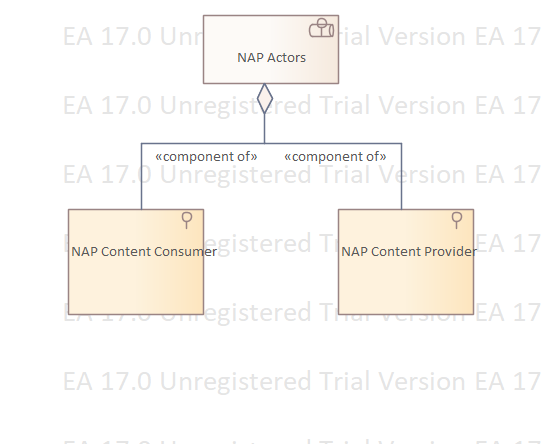 EA 17.0 Unregistered Trial Version EA 17
NAP Actors
EA 17.0 Unregistered Trial Version EA 17
«component of» «component of»
EA 17.0 Unregistered Trial Version EA 17
NAP Content Consumer NAP Content Provider
EA 17.0 Unregistered Trial Version EA 17
EA 17.0 Unregistered Trial Version EA 17
EA 17.0 Unregistered Trial Version EA 17
EA 17.0 Unregistered Trial Version EA 17